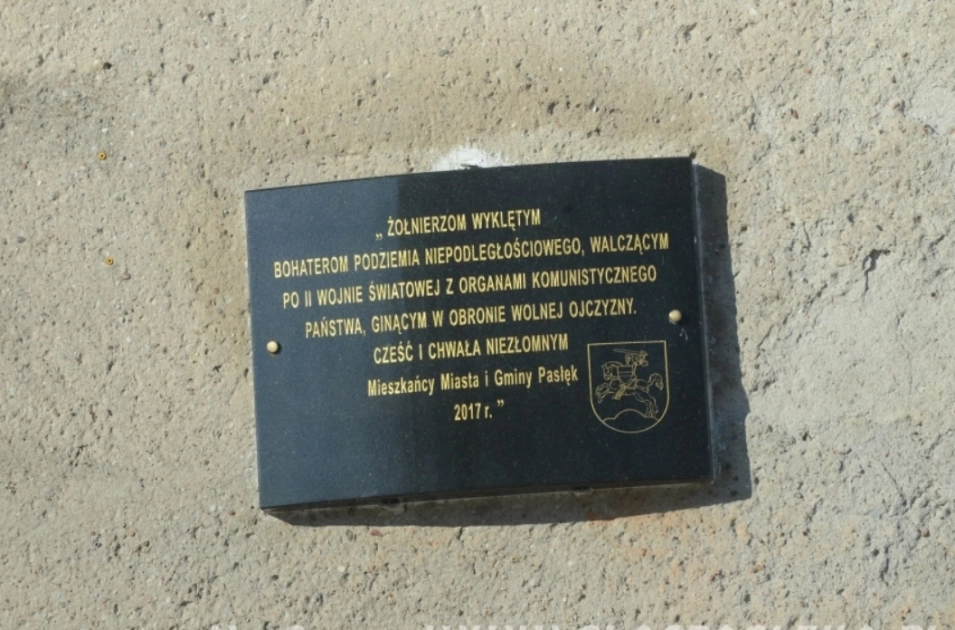 „ ŻOŁNIERZOM WYKLĘTYM
BOHATEROM PODZIEMIA NIEPODLEGŁOŚCIOWEGO, WALCZĄCYM
PO II WOJNIE ŚWIATOWEJ Z ORGANAMI KOMUNISTYCZNEGO
PAŃSTWA, GINĄCYM W OBRONIE WOLNEJ OJCZYZNY.
CZEŚĆ I CHWAŁA NIEZŁOMNYM
Mieszkańcy Miasta i Gminy Pasłęk
2017 r. ”